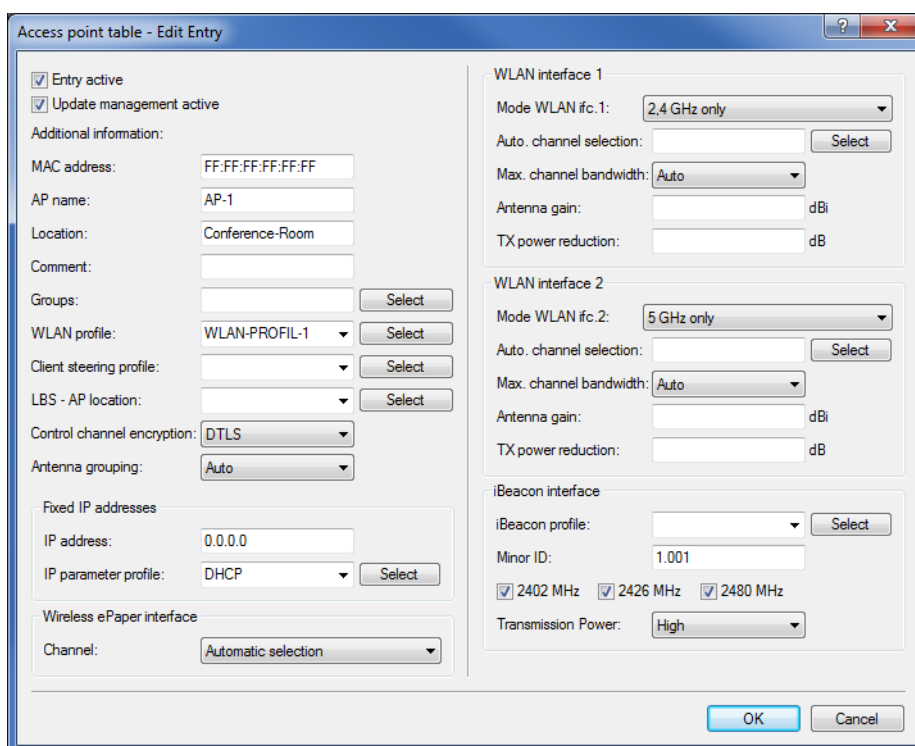 Access point table - Edit Entry
Entry active
Update management active
Additional information:
MAC address: FF:FF:FF:FF:FF:FF
AP name: AP-1
Location: Conference-Room
Comment:
Groups: Select
WLAN profile: WLAN-PROFIL-1 Select
Client steering profile: Select
LBS - AP location: Select
Control channel encryption: DTLS
Antenna grouping: Auto
Fixed IP addresses
IP address: 0.0.0.0
IP parameter profile: DHCP Select
Wireless ePaper interface
Channel: Automatic selection
WLAN interface 1
Mode WLAN ifc.1: 2,4 GHz only
Auto. channel selection: Select
Max. channel bandwidth: Auto
Antenna gain: dBi
TX power reduction: dB
WLAN interface 2
Mode WLAN ifc.2: 5 GHz only
Auto. channel selection: Select
Max. channel bandwidth: Auto
Antenna gain: dBi
TX power reduction: dB
iBeacon interface
iBeacon profile: Select
Minor ID: 1.001
2402 MHz 2426 MHz 2480 MHz
Transmission Power: High
OK Cancel